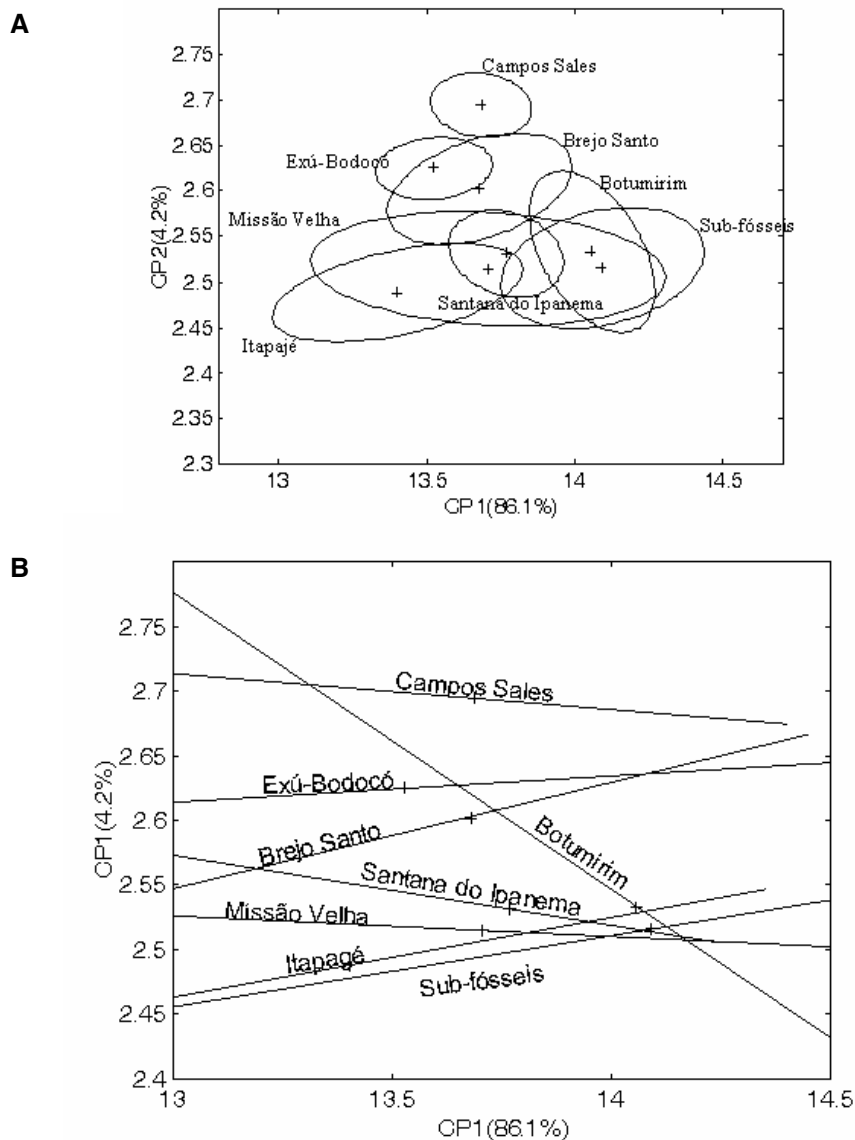 A
2.75
2.7
2.65
2.6
2.55
2.5
2.45
2.4
2.3
CP2(4.2%)
Campos Sales
Exú-Bodocó
Brejo Santo
Botumirim
Missão Velha
Sub-fósseis
Santana do Ipanema
Itapajé
13
13.5
14
14.5
CP1(86.1%)
B
2.75
2.7
2.65
2.6
2.55
2.5
2.45
2.4
CP1(4.2%)
Campos Sales
Exú-Bodocó
Brejo Santo
Botumirim
Santana do Ipanema
Missão Velha
Itapagé
Sub-fósseis
13
13.5
14
14.5
CP1(86.1%)